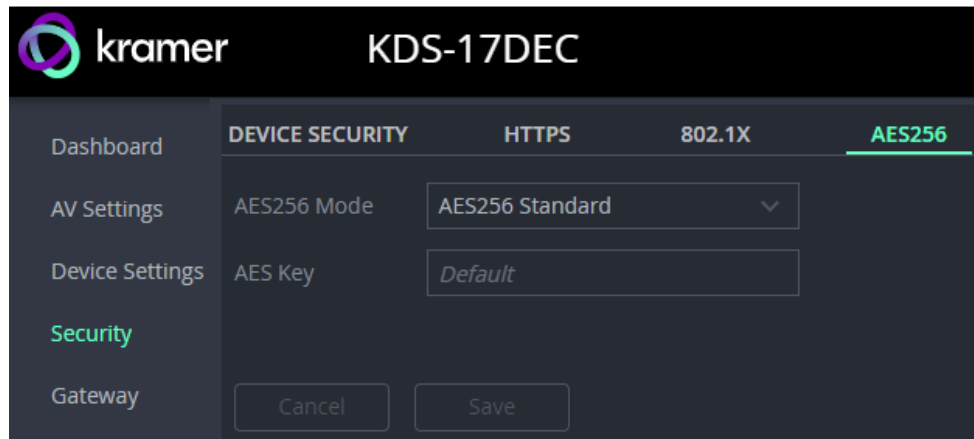 kramer KDS-17DEC
Dashboard
AV Settings
Device Settings
Security
Gateway
DEVICE SECURITY HTTPS 802.1X AES256
AES256 Mode AES256 Standard
AES Key Default
Cancel Save